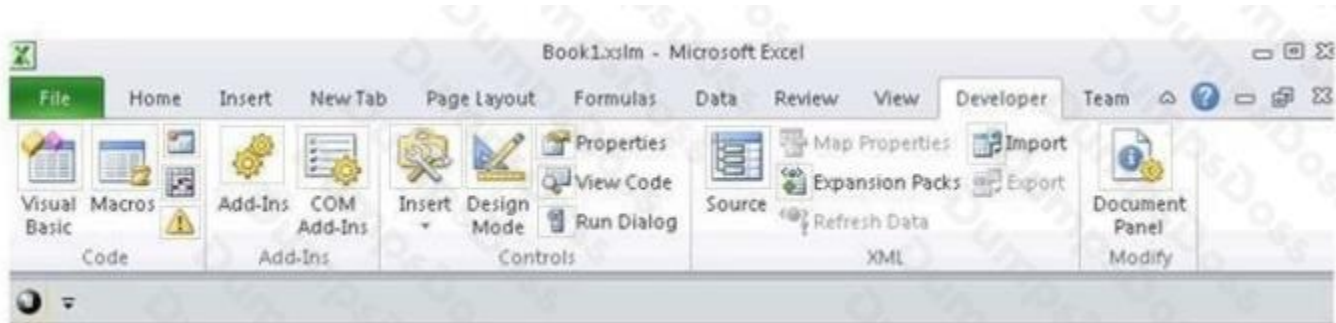 Book1.xslm - Microsoft Excel
File Home Insert New Tab Page Layout Formulas Data Review View Developer Team
Visual Basic Macros Add-Ins COM Add-Ins Insert Design Mode Properties View Code Run Dialog Source Map Properties Expansion Packs Refresh Data Import Export Document Panel
Code Add-Ins Controls XML Modify
DumpsDoss